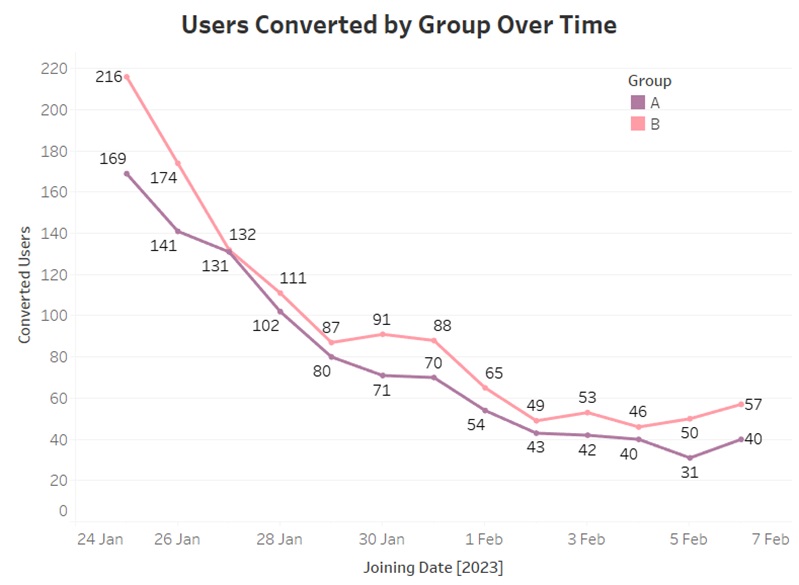 Users Converted by Group Over Time
Group
A
B
Converted Users
220
200
180
160
140
120
100
80
60
40
20
0
216
174
132
111
87
91
88
65
49
53
46
50
57
169
141
131
102
80
71
70
54
43
42
40
31
40
24 Jan
26 Jan
28 Jan
30 Jan
1 Feb
3 Feb
5 Feb
7 Feb
Joining Date [2023]